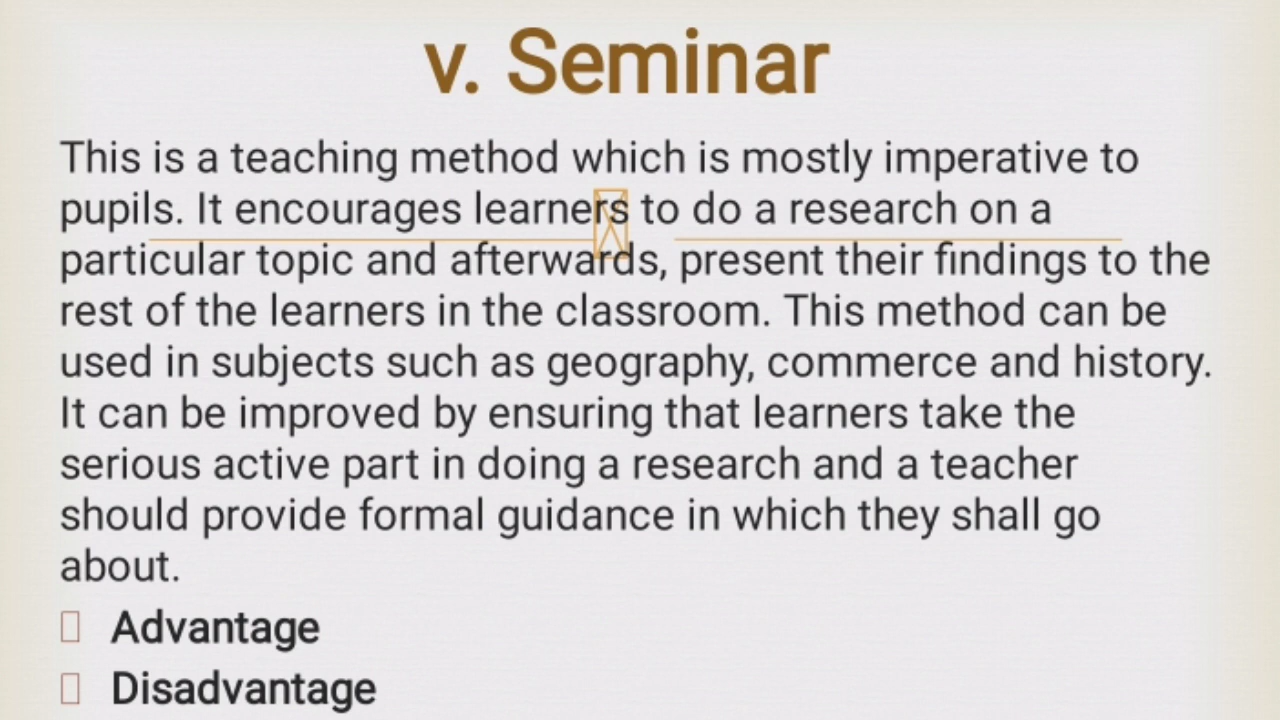 v. Seminar
This is a teaching method which is mostly imperative to
pupils. It encourages learners to do a research on a
particular topic and afterwards, present their findings to the
rest of the learners in the classroom. This method can be
used in subjects such as geography, commerce and history.
It can be improved by ensuring that learners take the
serious active part in doing a research and a teacher
should provide formal guidance in which they shall go
about.
Advantage
Disadvantage